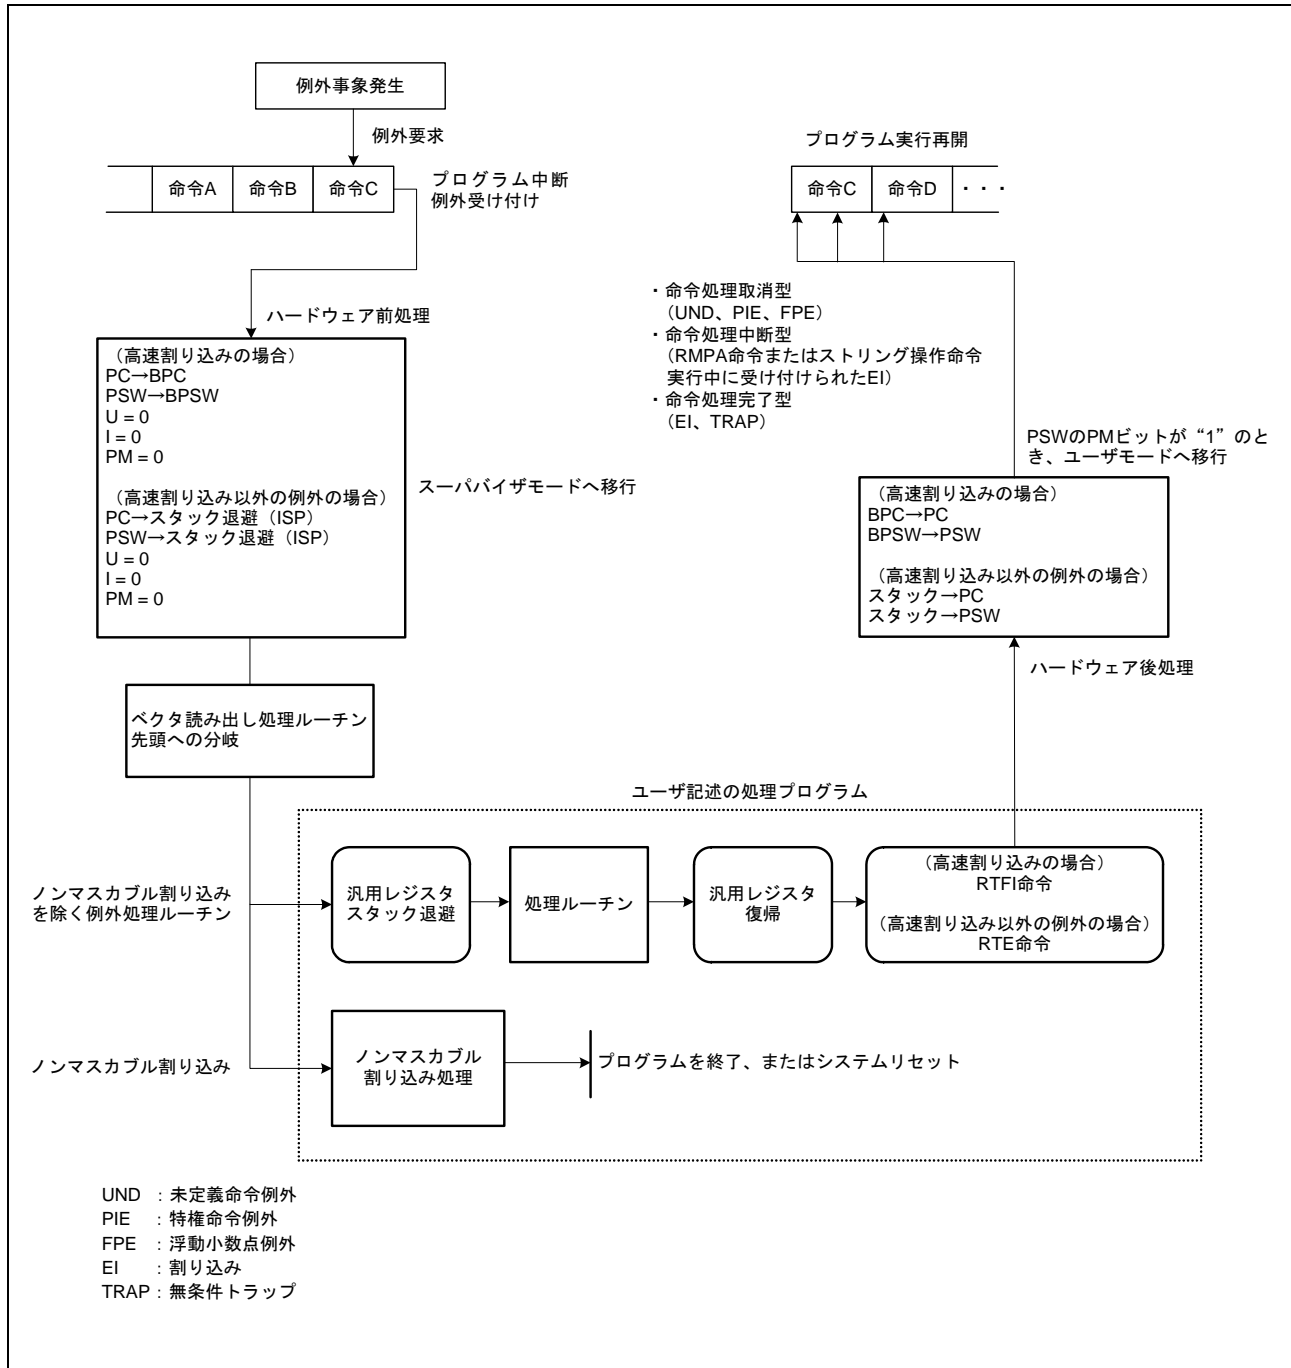 例外事象発生
例外要求
命令A
命令B
命令C
プログラム中断
例外受け付け
プログラム実行再開
命令C
命令D
・・・
・命令処理取消型
（UND、PIE、FPE）
・命令処理中断型
（RMPA命令またはストリング操作命令
実行中に受け付けられたEI）
・命令処理完了型
（EI、TRAP）
ハードウェア前処理
（高速割り込みの場合）
PC→BPC
PSW→BPSW
U = 0
I = 0
PM = 0
（高速割り込み以外の例外の場合）
PC→スタック退避（ISP）
PSW→スタック退避（ISP）
U = 0
I = 0
PM = 0
スーパバイザモードへ移行
PSWのPMビットが“1”のと
き、ユーザモードへ移行
（高速割り込みの場合）
BPC→PC
BPSW→PSW
（高速割り込み以外の例外の場合）
スタック→PC
スタック→PSW
ハードウェア後処理
ベクタ読み出し処理ルーチン
先頭への分岐
ユーザ記述の処理プログラム
ノンマスカブル割り込み
を除く例外処理ルーチン
汎用レジスタ
スタック退避
処理ルーチン
汎用レジスタ
復帰
（高速割り込みの場合）
RTFI命令
（高速割り込み以外の例外の場合）
RTE命令
ノンマスカブル割り込み
ノンマスカブル
割り込み処理
プログラムを終了、またはシステムリセット
UND ：未定義命令例外
PIE ：特権命令例外
FPE ：浮動小数点例外
EI ：割り込み
TRAP：無条件トラップ